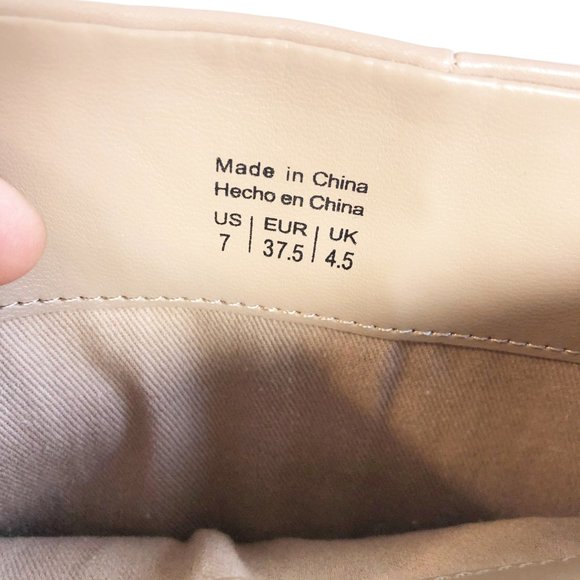 Made in China
Hecho en China
US | EUR | UK
7 | 37.5 | 4.5